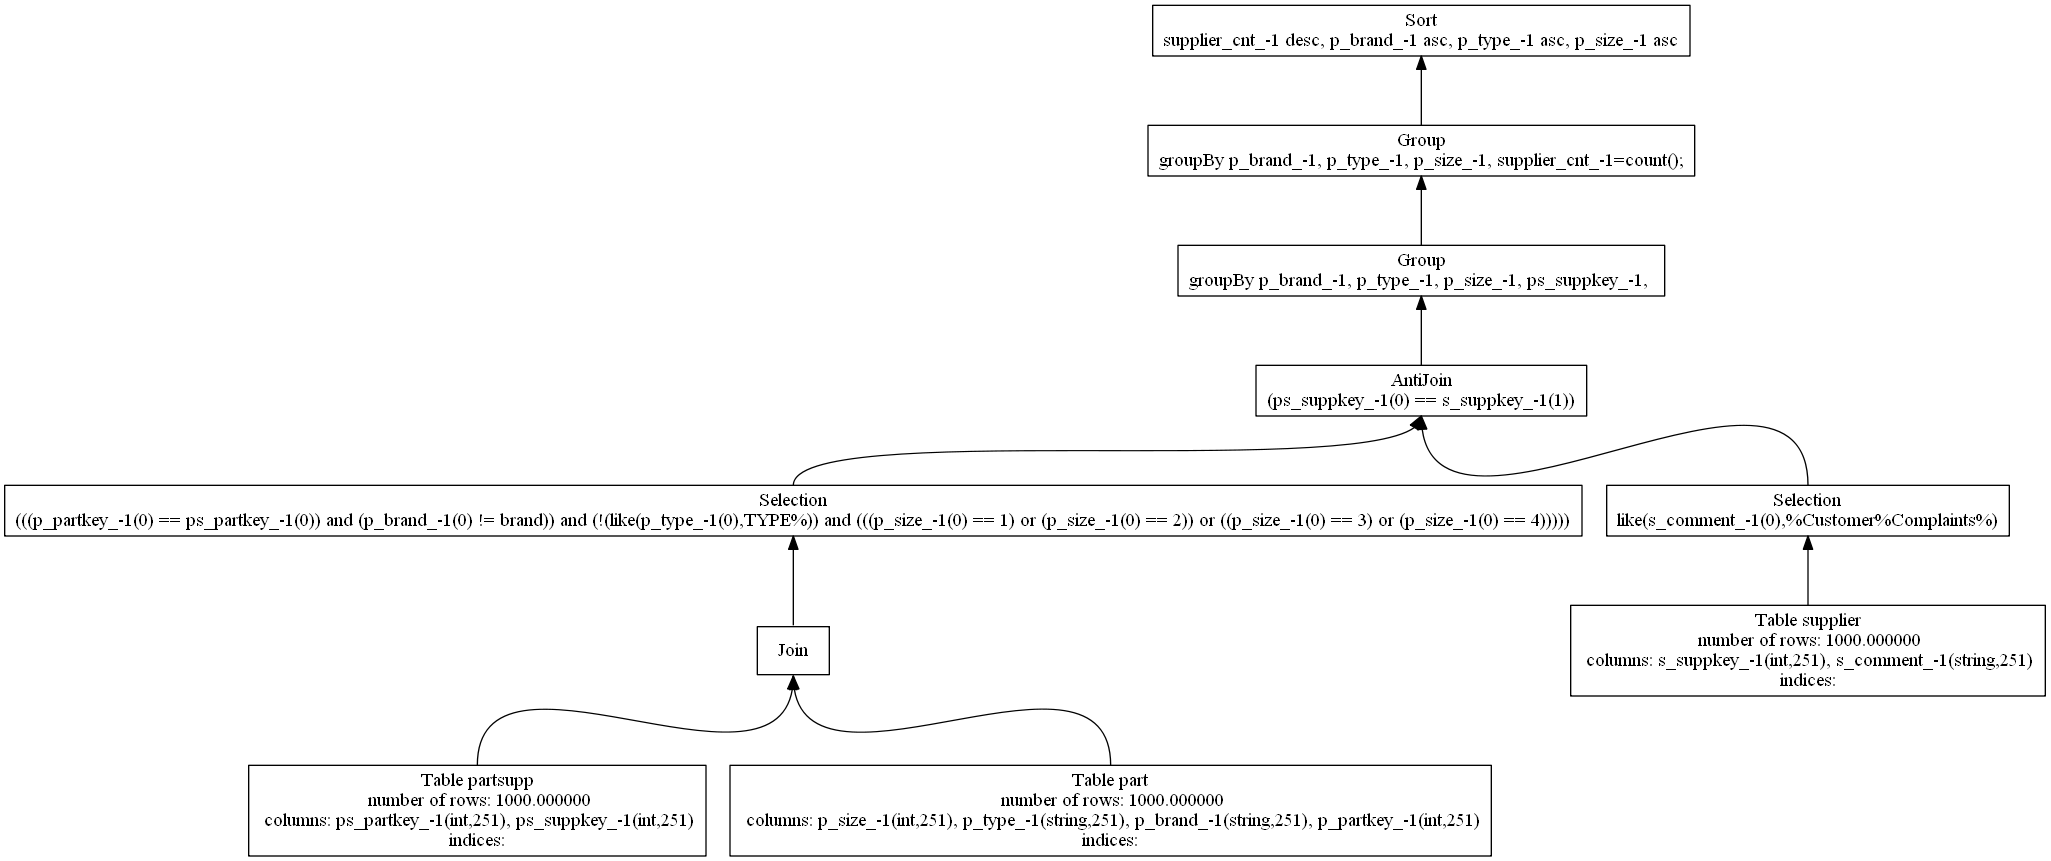 Sort
supplier_cnt_-1 desc, p_brand_-1 asc, p_type_-1 asc, p_size_-1 asc
Group
groupBy p_brand_-1, p_type_-1, p_size_-1, supplier_cnt_-1=count();
Group
groupBy p_brand_-1, p_type_-1, p_size_-1, ps_suppkey_-1,
AntiJoin
(ps_suppkey_-1(0) == s_suppkey_-1(1))
Selection
(((p_partkey_-1(0) == ps_partkey_-1(0)) and (p_brand_-1(0) != brand)) and (!(like(p_type_-1(0),TYPE%)) and (((p_size_-1(0) == 1) or (p_size_-1(0) == 2)) or ((p_size_-1(0) == 3) or (p_size_-1(0) == 4)))))
Selection
like(s_comment_-1(0),%Customer%Complaints%)
Join
Table supplier
number of rows: 1000.000000
columns: s_suppkey_-1(int,251), s_comment_-1(string,251)
indices:
Table partsupp
number of rows: 1000.000000
columns: ps_partkey_-1(int,251), ps_suppkey_-1(int,251)
indices:
Table part
number of rows: 1000.000000
columns: p_size_-1(int,251), p_type_-1(string,251), p_brand_-1(string,251), p_partkey_-1(int,251)
indices: